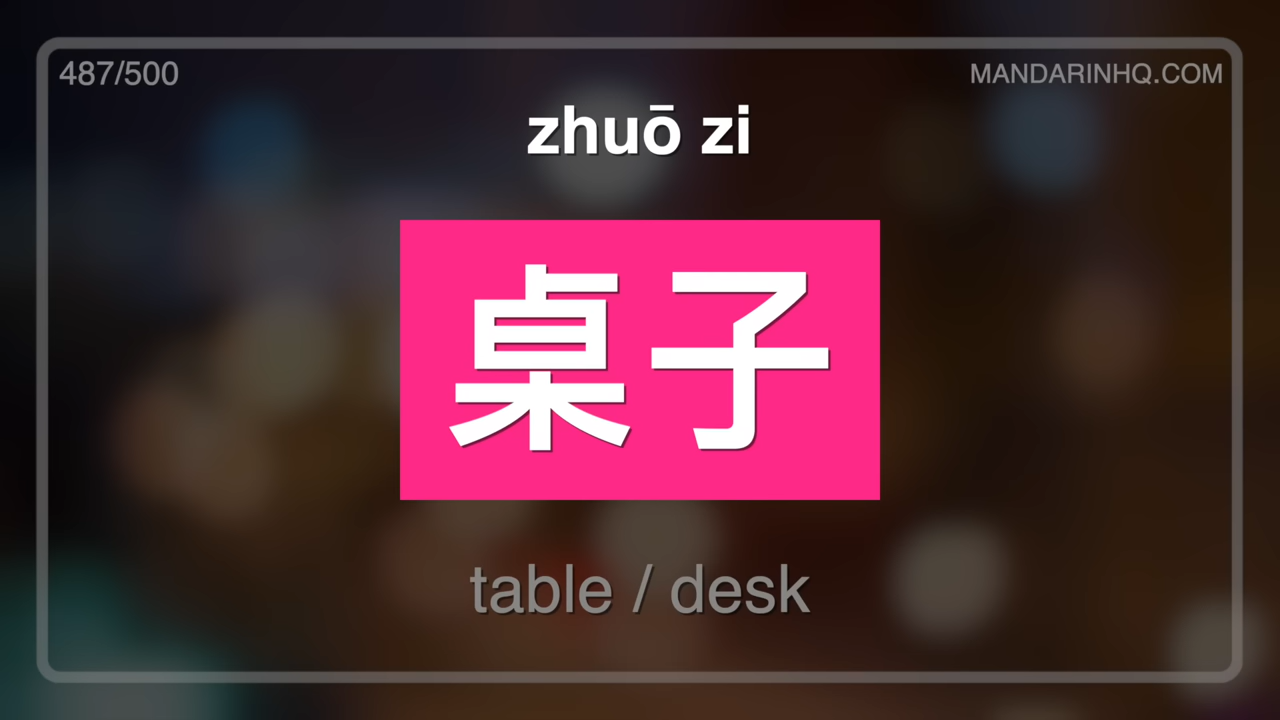 487/500
MANDARINHQ.COM
zhuō zi
桌子
table / desk